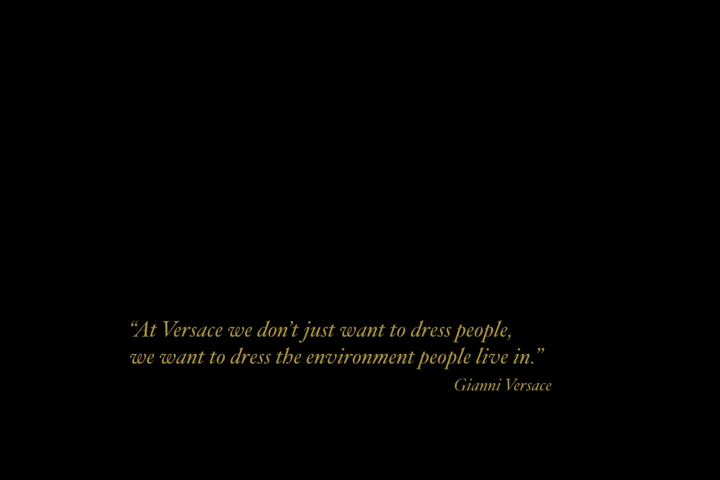 “At Versace we don’t just want to dress people,
we want to dress the environment people live in.”
Gianni Versace